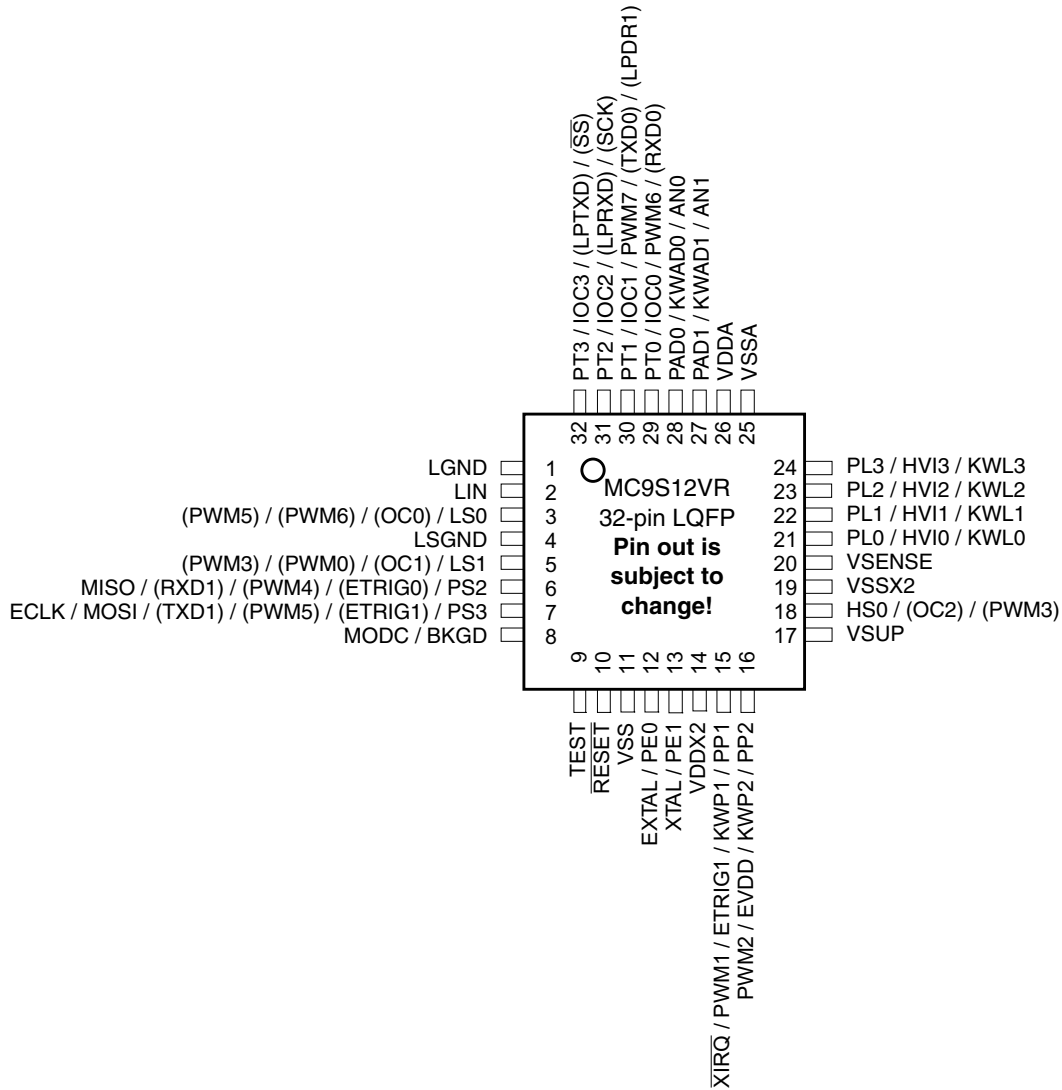 PT3 / IOC3 / (LPTXD) / (S̅S̅)
PT2 / IOC2 / (LPRXD) / (SCK)
PT1 / IOC1 / PWM7 / (TXD0) / (LPDR1)
PT0 / IOC0 / PWM6 / (RXD0)
PAD0 / KWAD0 / AN0
PAD1 / KWAD1 / AN1
VDDA
VSSA
32 31 30 29 28 27 26 25
LGND 1
LIN 2
(PWM5) / (PWM6) / (OC0) / LS0 3
LSGND 4
(PWM3) / (PWM0) / (OC1) / LS1 5
MISO / (RXD1) / (PWM4) / (ETRIG0) / PS2 6
ECLK / MOSI / (TXD1) / (PWM5) / (ETRIG1) / PS3 7
MODC / BKGD 8
MC9S12VR
32-pin LQFP
Pin out is
subject to
change!
24 PL3 / HVI3 / KWL3
23 PL2 / HVI2 / KWL2
22 PL1 / HVI1 / KWL1
21 PL0 / HVI0 / KWL0
20 VSENSE
19 VSSX2
18 HS0 / (OC2) / (PWM3)
17 VSUP
9 10 11 12 13 14 15 16
TEST
R̅E̅S̅E̅T̅
VSS
EXTAL / PE0
XTAL / PE1
VDDX2
X̅I̅R̅Q̅ / PWM1 / ETRIG1 / KWP1 / PP1
PWM2 / EVDD / KWP2 / PP2